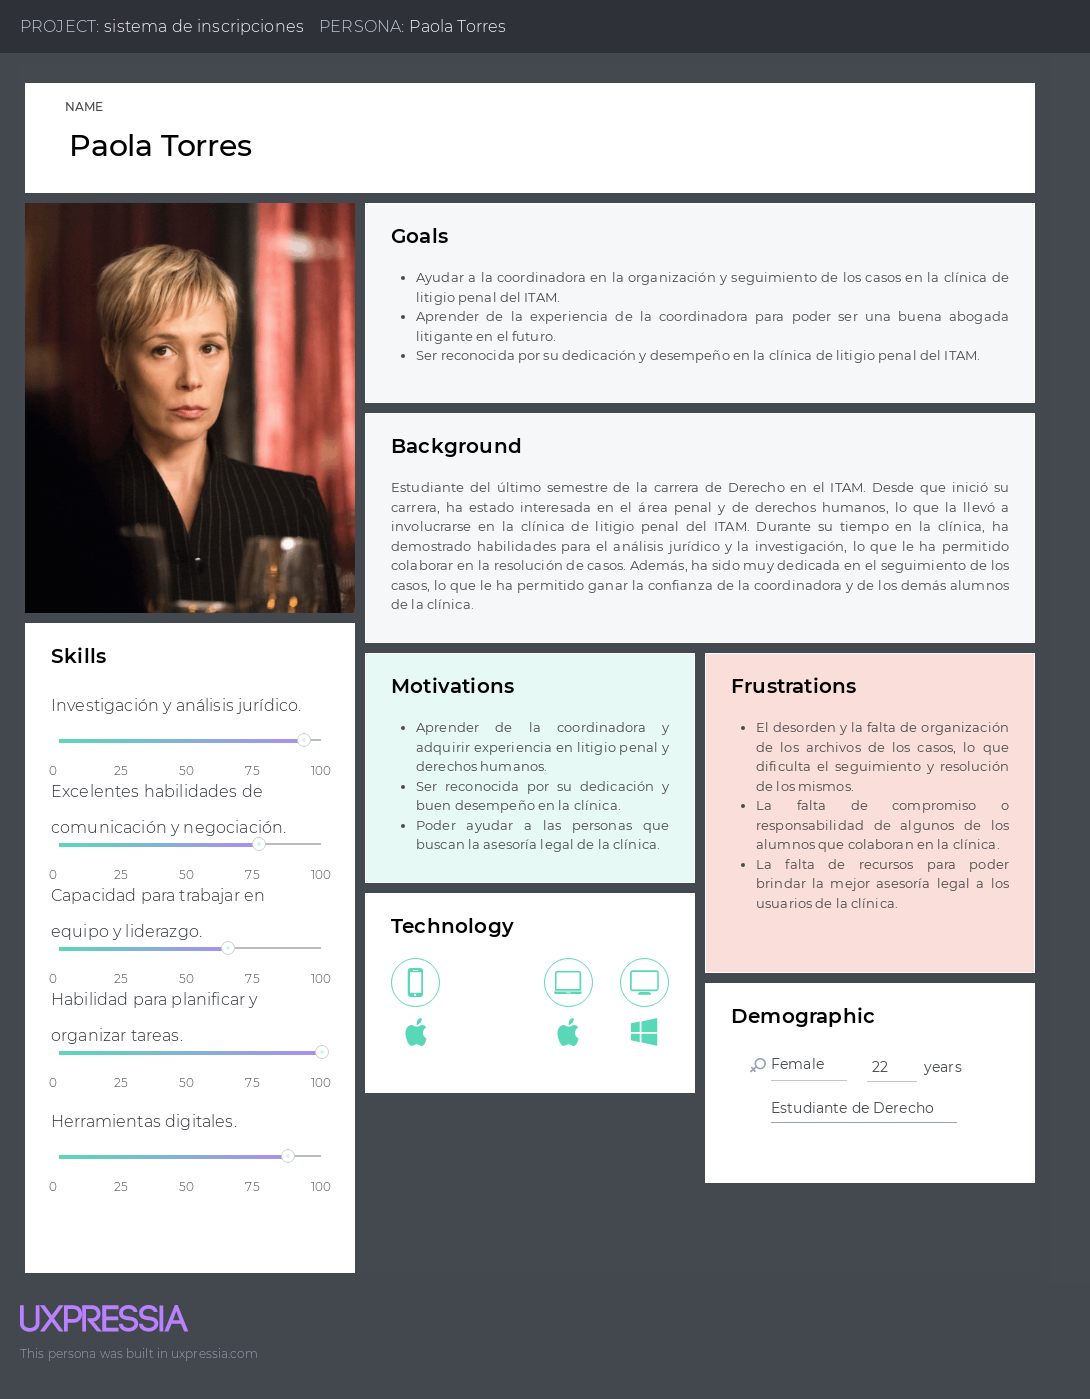 PROJECT: sistema de inscripciones PERSONA: Paola Torres
NAME
Paola Torres
Goals
• Ayudar a la coordinadora en la organización y seguimiento de los casos en la clínica de
litigio penal del ITAM.
• Aprender de la experiencia de la coordinadora para poder ser una buena abogada
litigante en el futuro.
• Ser reconocida por su dedicación y desempeño en la clínica de litigio penal del ITAM.
Background
Estudiante del último semestre de la carrera de Derecho en el ITAM. Desde que inició su
carrera, ha estado interesada en el área penal y de derechos humanos, lo que la llevó a
involucrarse en la clínica de litigio penal del ITAM. Durante su tiempo en la clínica, ha
demostrado habilidades para el análisis jurídico y la investigación, lo que le ha permitido
colaborar en la resolución de casos. Además, ha sido muy dedicada en el seguimiento de los
casos, lo que le ha permitido ganar la confianza de la coordinadora y de los demás alumnos
de la clínica.
Skills
Investigación y análisis jurídico.
0 25 50 75 100
Excelentes habilidades de
comunicación y negociación.
0 25 50 75 100
Capacidad para trabajar en
equipo y liderazgo.
0 25 50 75 100
Habilidad para planificar y
organizar tareas.
0 25 50 75 100
Herramientas digitales.
0 25 50 75 100
Motivations
• Aprender de la coordinadora y
adquirir experiencia en litigio penal y
derechos humanos.
• Ser reconocida por su dedicación y
buen desempeño en la clínica.
• Poder ayudar a las personas que
buscan la asesoría legal de la clínica.
Frustrations
• El desorden y la falta de organización
de los archivos de los casos, lo que
dificulta el seguimiento y resolución
de los mismos.
• La falta de compromiso o
responsabilidad de algunos de los
alumnos que colaboran en la clínica.
• La falta de recursos para poder
brindar la mejor asesoría legal a los
usuarios de la clínica.
Technology
Demographic
Female 22 years
Estudiante de Derecho
UXPRESSIA
This persona was built in uxpressia.com